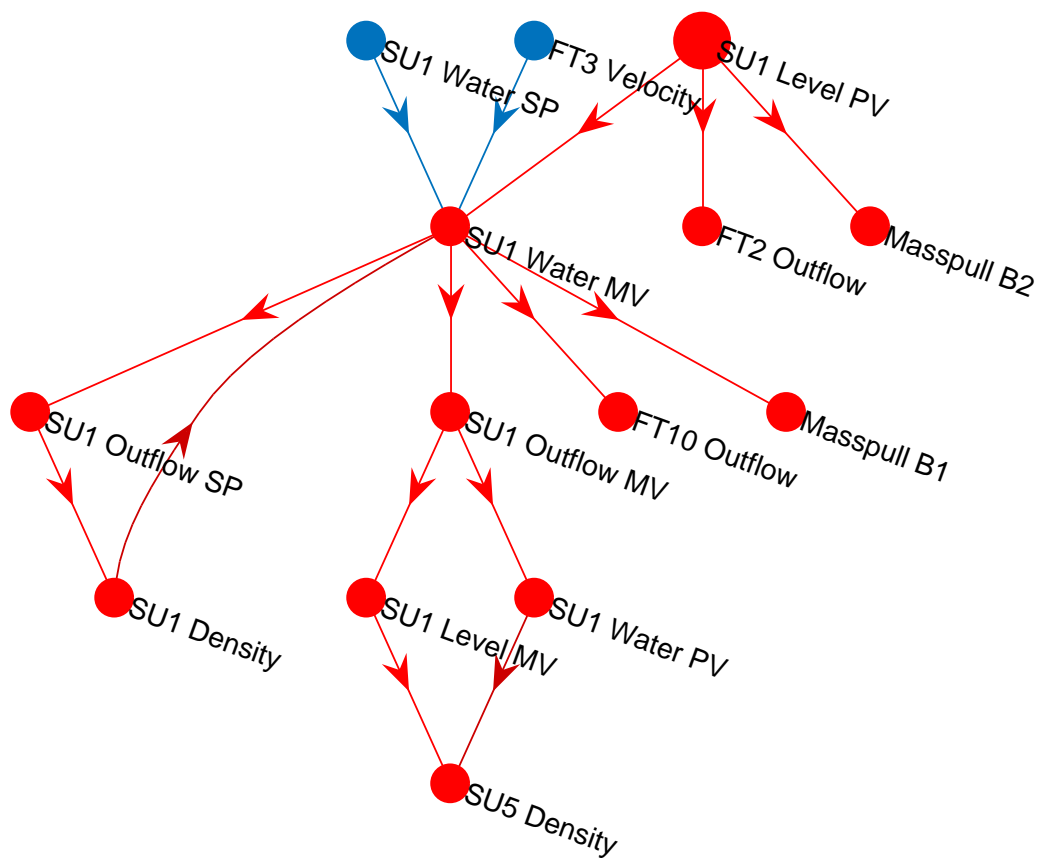 SU1 Water SP
FT3 Velocity
SU1 Level PV
SU1 Water MV
FT2 Outflow
Masspull B2
SU1 Outflow SP
SU1 Outflow MV
FT10 Outflow
Masspull B1
SU1 Density
SU1 Level MV
SU1 Water PV
SU5 Density